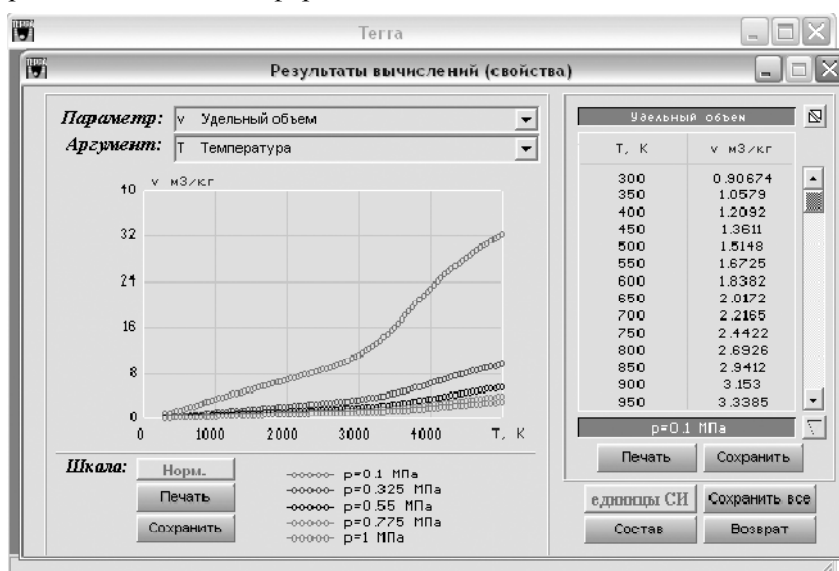 Terra
Результаты вычислений (свойства)
Параметр: v Удельный объем
Аргумент: T Температура
v м3/кг
40
32
24
16
8
0
0 1000 2000 3000 4000 T, К
Шкала:
Норм.
Печать
Сохранить
p=0.1 МПа
p=0.325 МПа
p=0.55 МПа
p=0.775 МПа
p=1 МПа
Удельный объем
T, К v м3/кг
300 0.90674
350 1.0579
400 1.2092
450 1.3611
500 1.5148
550 1.6725
600 1.8382
650 2.0172
700 2.2165
750 2.4422
800 2.6926
850 2.9412
900 3.153
950 3.3385
p=0.1 МПа
Печать Сохранить
единицы СИ Сохранить все
Состав Возврат